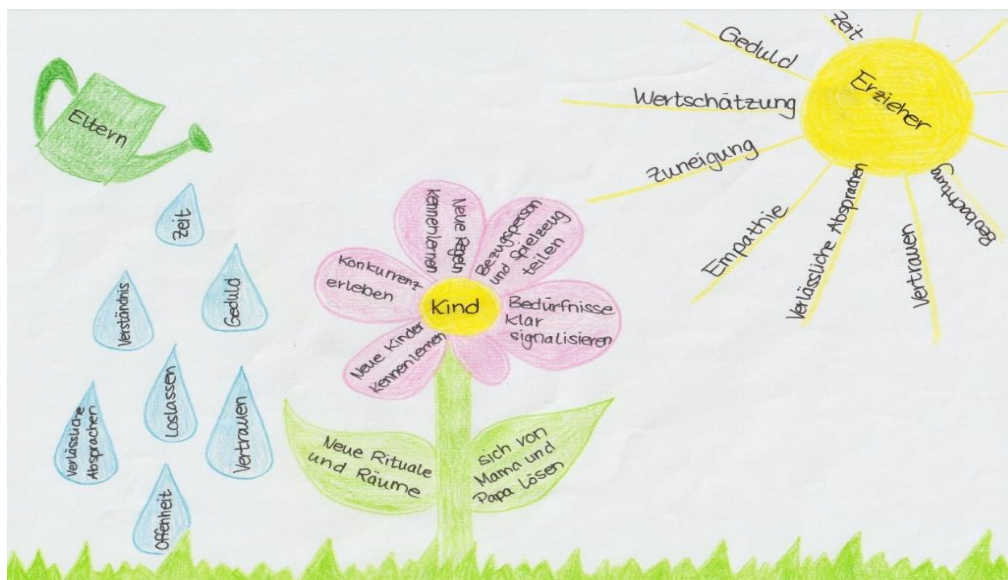 Eltern
Zeit
Verständnis
Geduld
Verlässliche
Absprachen
Loslassen
Vertrauen
Offenheit
Kind
Konkurrenz
erleben
Neue Regeln
kennenlernen
Bezugsperson
und Spielzeug
teilen
Bedürfnisse
klar
signalisieren
Neue Kinder
kennenlernen
Neue Rituale
und Räume
sich von
Mama und
Papa Lösen
Erzieher
Zeit
Geduld
Wertschätzung
Zuneigung
Empathie
Verlässliche Absprachen
Vertrauen
Beobachtung